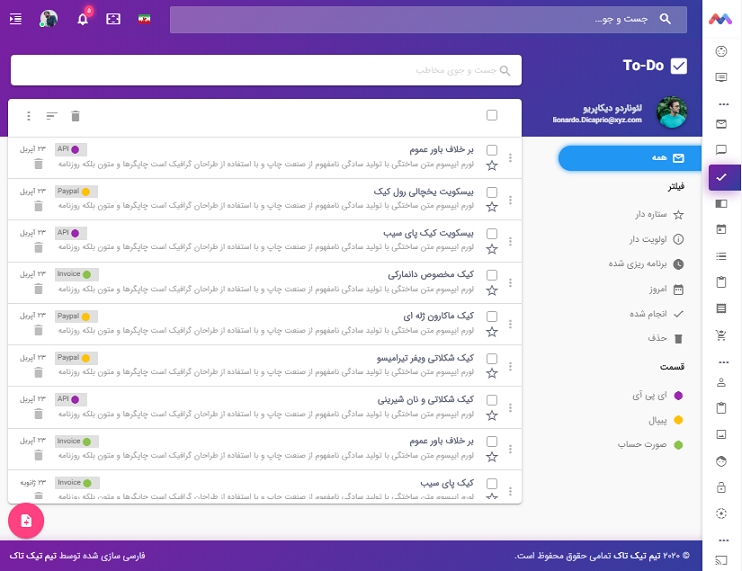 جست و جو...
8
To-Do
لئوناردو دیکاپریو
lionardo.Dicaprio@xyz.com
همه
فیلتر
ستاره دار
اولویت دار
برنامه ریزی شده
امروز
انجام شده
حذف
قسمت
ای پی آی
پیپال
صورت حساب
جست و جوی مخاطب
بر خلاف باور عموم
API
۲۳ آپریل
لورم ایپسوم متن ساختگی با تولید سادگی نامفهوم از صنعت چاپ و با استفاده از طراحان گرافیک است چاپگرها و متون بلکه روزنامه
بیسکویت یخچالی رول کیک
Paypal
۲۳ آپریل
لورم ایپسوم متن ساختگی با تولید سادگی نامفهوم از صنعت چاپ و با استفاده از طراحان گرافیک است چاپگرها و متون بلکه روزنامه
بیسکویت کیک پای سیب
API
۲۳ آپریل
لورم ایپسوم متن ساختگی با تولید سادگی نامفهوم از صنعت چاپ و با استفاده از طراحان گرافیک است چاپگرها و متون بلکه روزنامه
کیک مخصوص دانمارکی
Invoice
۲۳ آپریل
لورم ایپسوم متن ساختگی با تولید سادگی نامفهوم از صنعت چاپ و با استفاده از طراحان گرافیک است چاپگرها و متون بلکه روزنامه
کیک ماکارون ژله ای
Paypal
۲۳ آپریل
لورم ایپسوم متن ساختگی با تولید سادگی نامفهوم از صنعت چاپ و با استفاده از طراحان گرافیک است چاپگرها و متون بلکه روزنامه
کیک شکلاتی ویفر تیرامیسو
Paypal
۲۳ آپریل
لورم ایپسوم متن ساختگی با تولید سادگی نامفهوم از صنعت چاپ و با استفاده از طراحان گرافیک است چاپگرها و متون بلکه روزنامه
کیک شکلاتی و نان شیرینی
API
۲۳ آپریل
لورم ایپسوم متن ساختگی با تولید سادگی نامفهوم از صنعت چاپ و با استفاده از طراحان گرافیک است چاپگرها و متون بلکه روزنامه
بر خلاف باور عموم
Invoice
۲۳ آپریل
لورم ایپسوم متن ساختگی با تولید سادگی نامفهوم از صنعت چاپ و با استفاده از طراحان گرافیک است چاپگرها و متون بلکه روزنامه
کیک پای سیب
Invoice
۲۳ ژانویه
لورم ایپسوم متن ساختگی با تولید سادگی نامفهوم از صنعت چاپ و با استفاده از طراحان گرافیک است چاپگرها و متون بلکه روزنامه
© ۲۰۲۰ تیم تیک تاک تمامی حقوق محفوظ است.
فارسی سازی شده توسط تیم تیک تاک